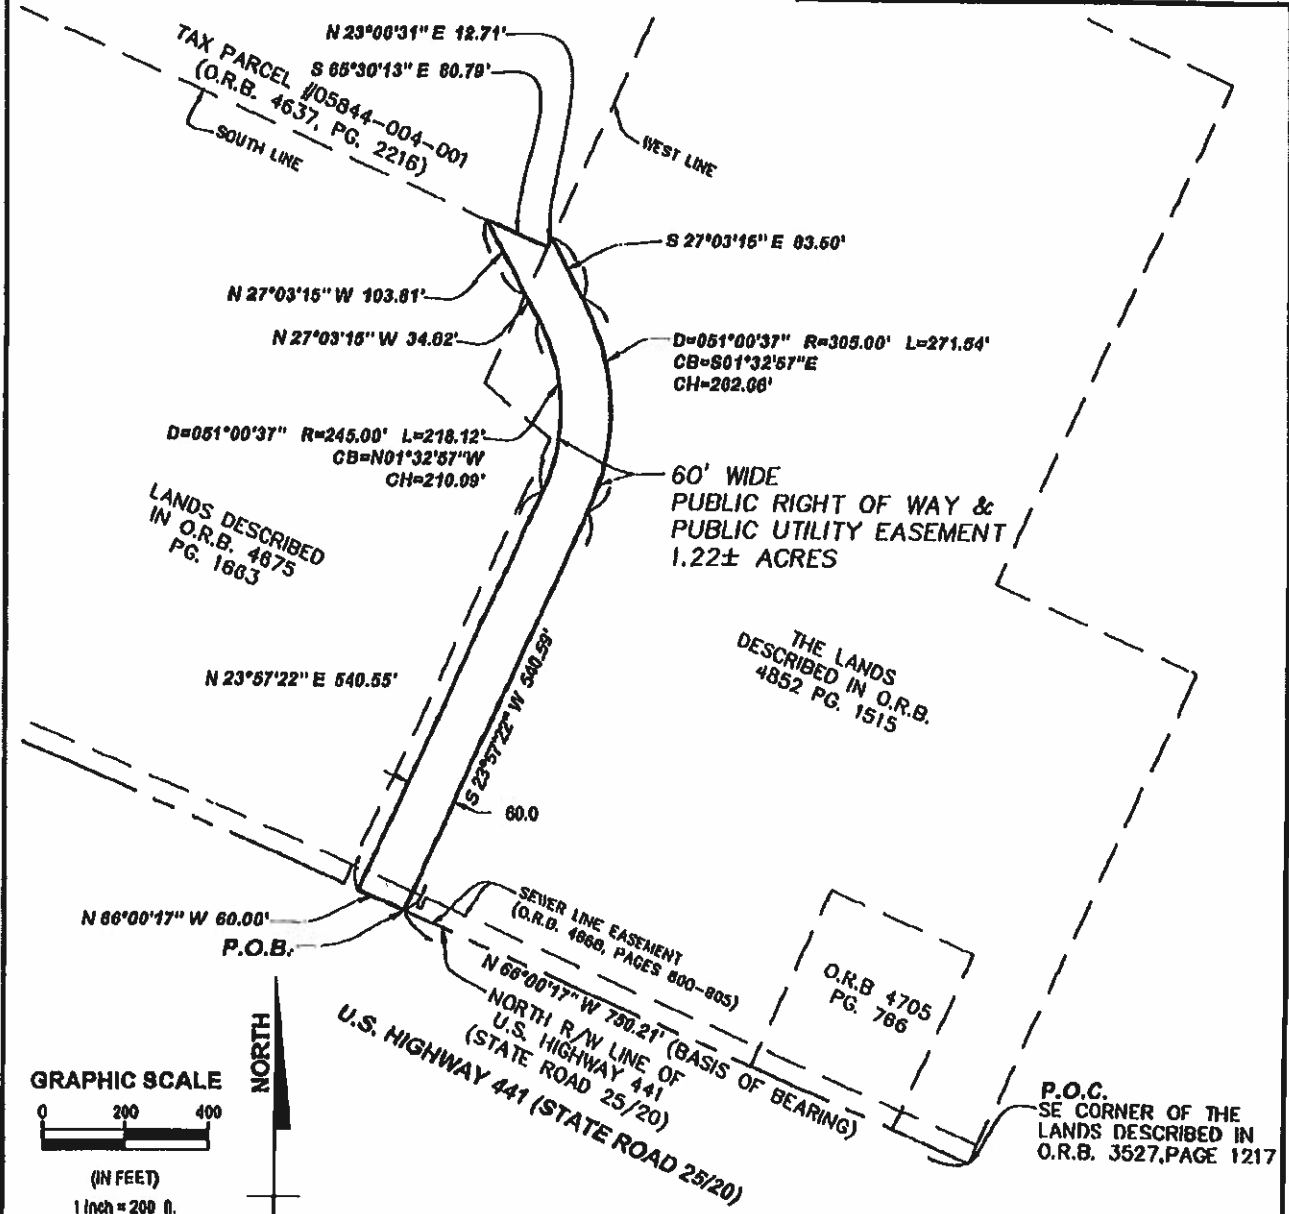 N 23°06'31" E 12.71'
S 65°30'13" E 80.79'
TAX PARCEL #05844-004-001
(O.R.B. 4637, PG. 2216)
SOUTH LINE
WEST LINE
S 27°03'15" E 83.50'
N 27°03'15" W 103.81'
N 27°03'15" W 34.62'
D=051°00'37" R=305.00' L=271.54'
CB=S01°32'57"E
CH=262.66'
D=051°00'37" R=245.00' L=218.12'
CB=N01°32'57"W
CH=210.99'
60' WIDE
PUBLIC RIGHT OF WAY &
PUBLIC UTILITY EASEMENT
1.22± ACRES
LANDS DESCRIBED
IN O.R.B. 4675
PG. 1663
THE LANDS
DESCRIBED IN O.R.B.
4852 PG. 1515
N 23°57'22" E 540.55'
S 23°57'22" W 540.59'
60.0
N 66°00'17" W 60.00'
P.O.B.
SEWER LINE EASEMENT
(O.R.B. 4668, PAGES 800-805)
N 66°00'17" W 750.21' (BASIS OF BEARING)
NORTH R/W LINE OF
U.S. HIGHWAY 441
(STATE ROAD 25/20)
U.S. HIGHWAY 441 (STATE ROAD 25/20)
O.R.B 4705
PG. 766
P.O.C.
SE CORNER OF THE
LANDS DESCRIBED IN
O.R.B. 3527,PAGE 1217
NORTH
GRAPHIC SCALE
0 200 400
(IN FEET)
1 inch = 200 ft.